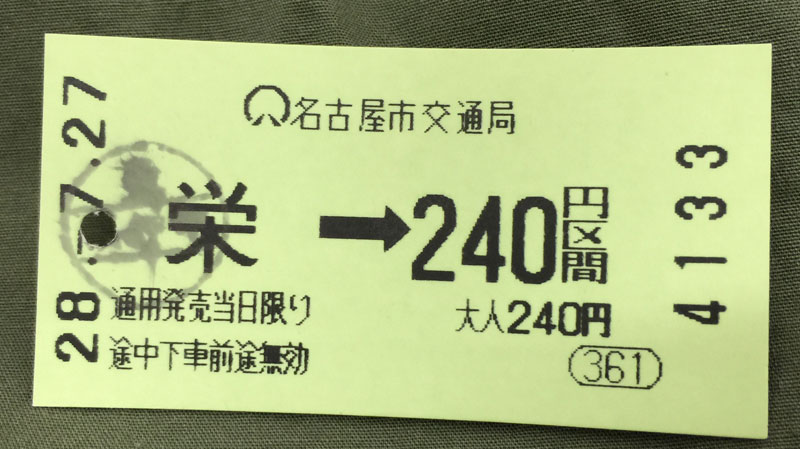 名古屋市交通局
栄 → 240円区間
大人240円
通用発売当日限り
途中下車前途無効
361
28.-7.27
4133